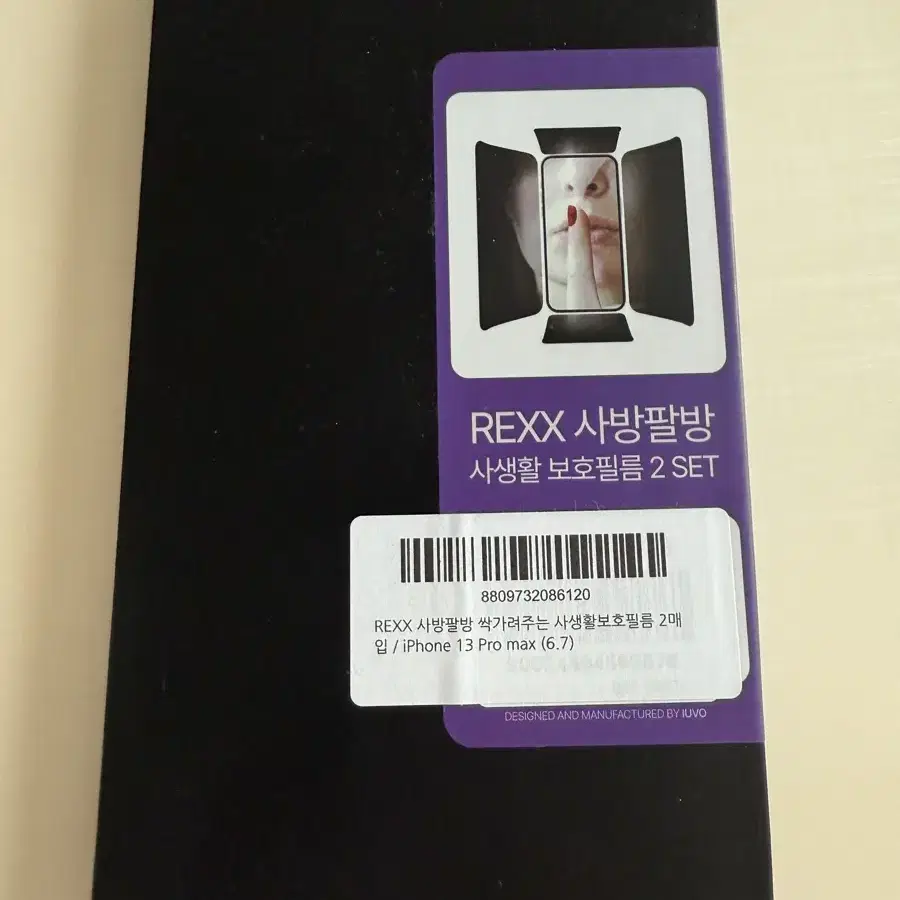 REXX 사방팔방
사생활 보호필름 2 SET
8809732086120
REXX 사방팔방 싹가려주는 사생활보호필름 2매
입 / iPhone 13 Pro max (6.7)
DESIGNED AND MANUFACTURED BY IUVO